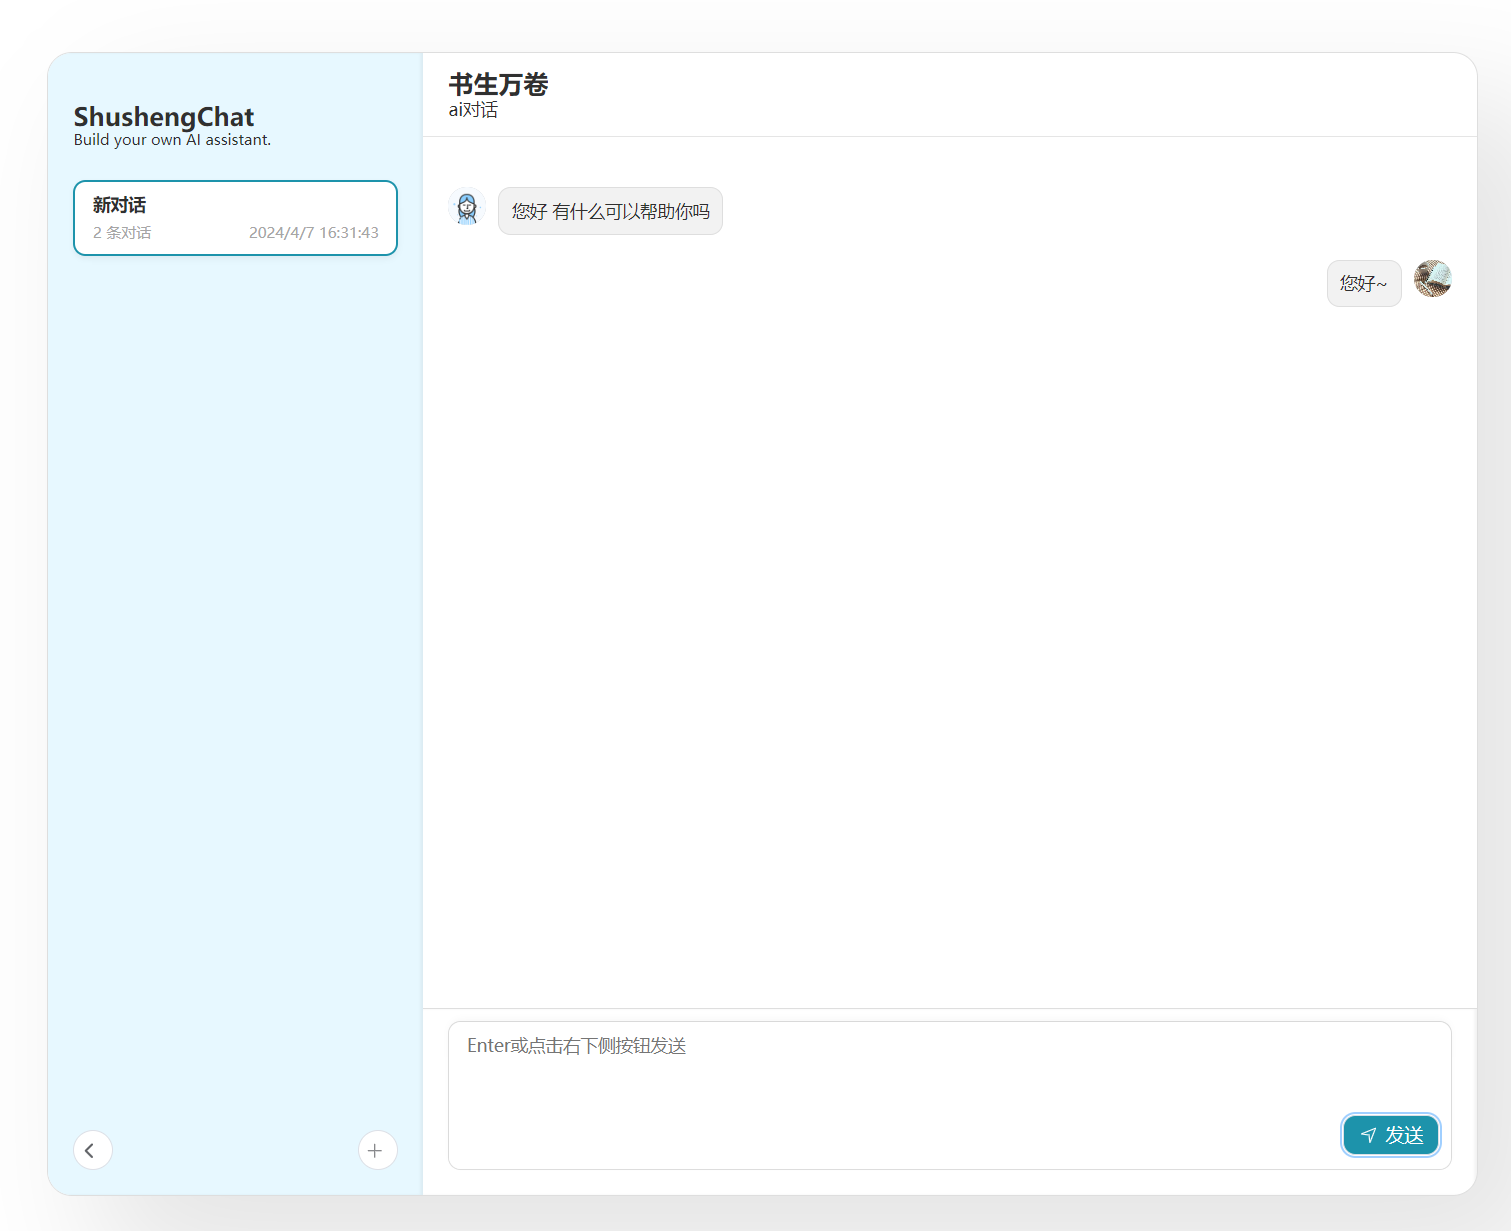 ShushengChat
Build your own AI assistant.
新对话
2 条对话 2024/4/7 16:31:43
书生万卷
ai对话
您好 有什么可以帮助你吗
您好~
Enter或点击右下侧按钮发送
发送